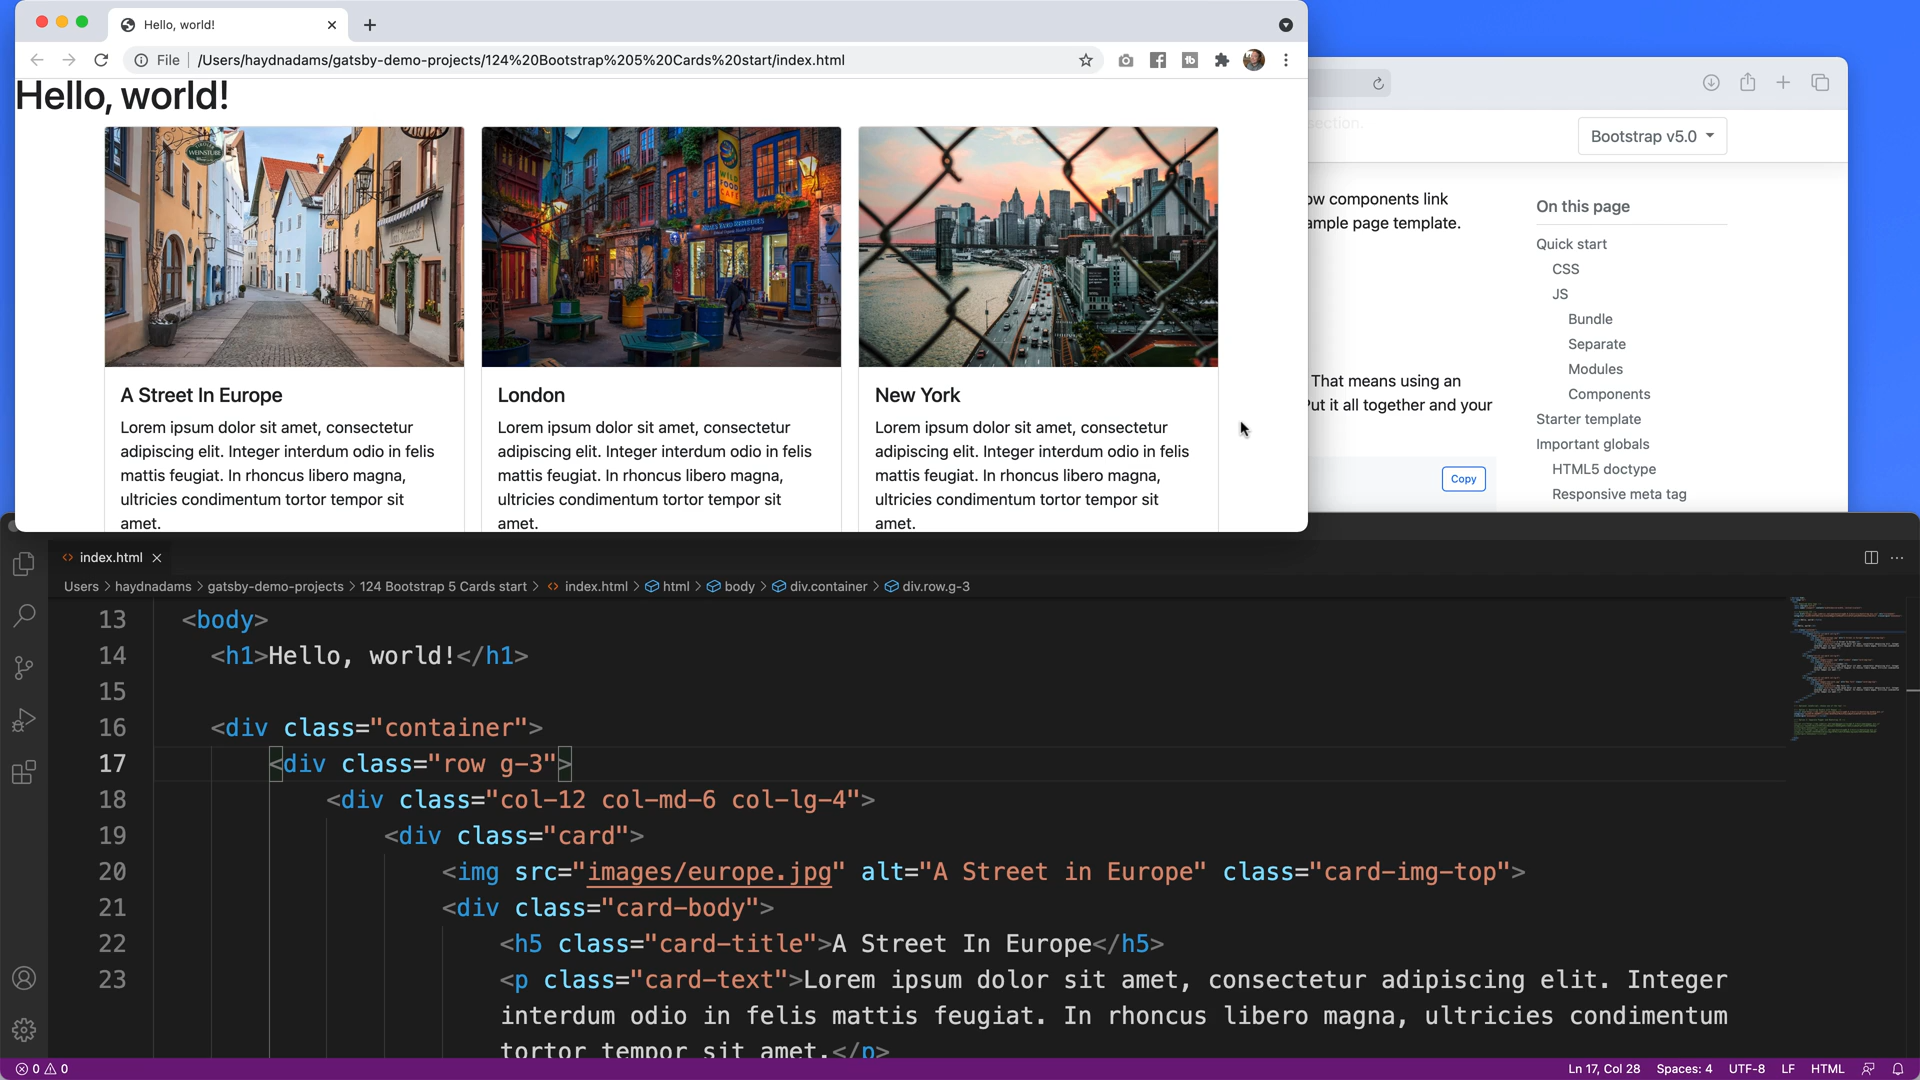 Hello, world!
File
/Users/haydnadams/gatsby-demo-projects/124%20Bootstrap%205%20Cards%20start/index.html
Hello, world!
WEINSTUBE
WILD FOOD CAFE
A Street In Europe
Lorem ipsum dolor sit amet, consectetur
adipiscing elit. Integer interdum odio in felis
mattis feugiat. In rhoncus libero magna,
ultricies condimentum tortor tempor sit
amet.
London
Lorem ipsum dolor sit amet, consectetur
adipiscing elit. Integer interdum odio in felis
mattis feugiat. In rhoncus libero magna,
ultricies condimentum tortor tempor sit
amet.
New York
Lorem ipsum dolor sit amet, consectetur
adipiscing elit. Integer interdum odio in felis
mattis feugiat. In rhoncus libero magna,
ultricies condimentum tortor tempor sit
amet.
section.
Bootstrap v5.0
ow components link
ample page template.
That means using an
Put it all together and your
Copy
On this page
Quick start
CSS
JS
Bundle
Separate
Modules
Components
Starter template
Important globals
HTML5 doctype
Responsive meta tag
index.html
Users > haydnadams > gatsby-demo-projects > 124 Bootstrap 5 Cards start > index.html > html > body > div.container > div.row.g-3
13 <body>
14 <h1>Hello, world!</h1>
15
16 <div class="container">
17 <div class="row g-3">
18 <div class="col-12 col-md-6 col-lg-4">
19 <div class="card">
20 <img src="images/europe.jpg" alt="A Street in Europe" class="card-img-top">
21 <div class="card-body">
22 <h5 class="card-title">A Street In Europe</h5>
23 <p class="card-text">Lorem ipsum dolor sit amet, consectetur adipiscing elit. Integer
interdum odio in felis mattis feugiat. In rhoncus libero magna, ultricies condimentum
tortor tempor sit amet.</p>
0 0
Ln 17, Col 28 Spaces: 4 UTF-8 LF HTML